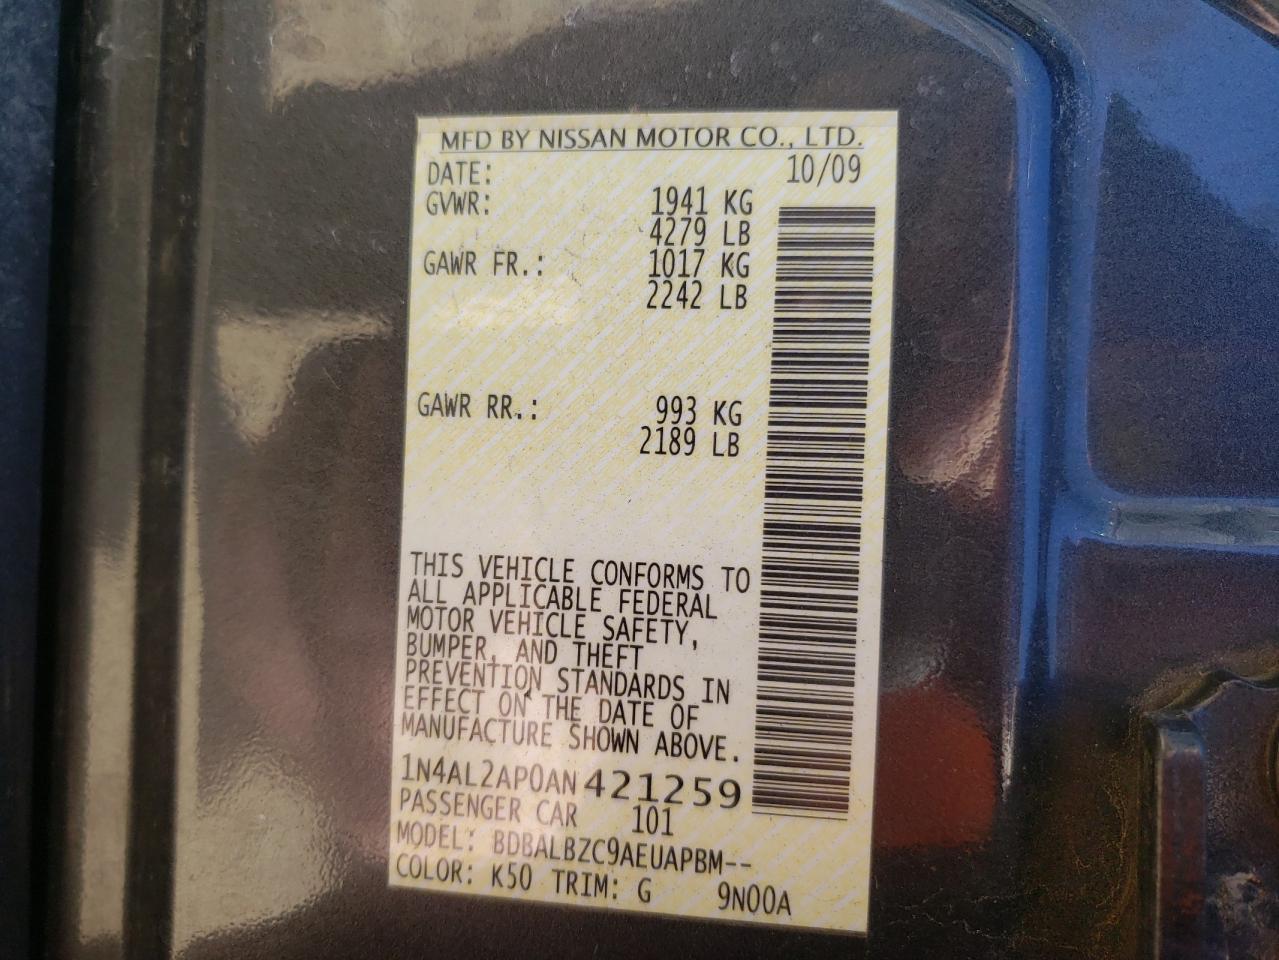 MFD BY NISSAN MOTOR CO., LTD.
DATE: 10/09
GVWR: 1941 KG
4279 LB
GAWR FR.: 1017 KG
2242 LB
GAWR RR.: 993 KG
2189 LB
THIS VEHICLE CONFORMS TO
ALL APPLICABLE FEDERAL
MOTOR VEHICLE SAFETY,
BUMPER, AND THEFT
PREVENTION STANDARDS IN
EFFECT ON THE DATE OF
MANUFACTURE SHOWN ABOVE.
1N4AL2AP0AN421259
PASSENGER CAR 101
MODEL: BDBALBZC9AEUAPBM--
COLOR: K50 TRIM: G 9N00A